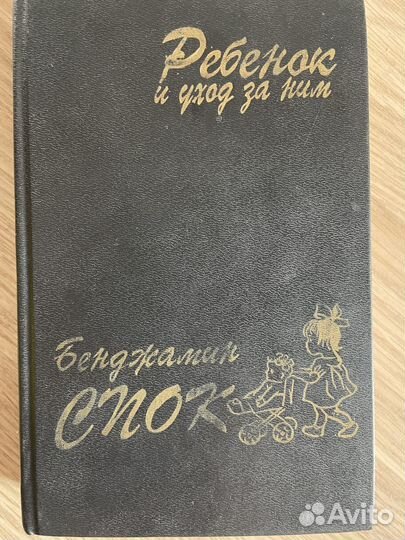 Ребенок
и уход за ним
Бенджамин
СПОК
Avito